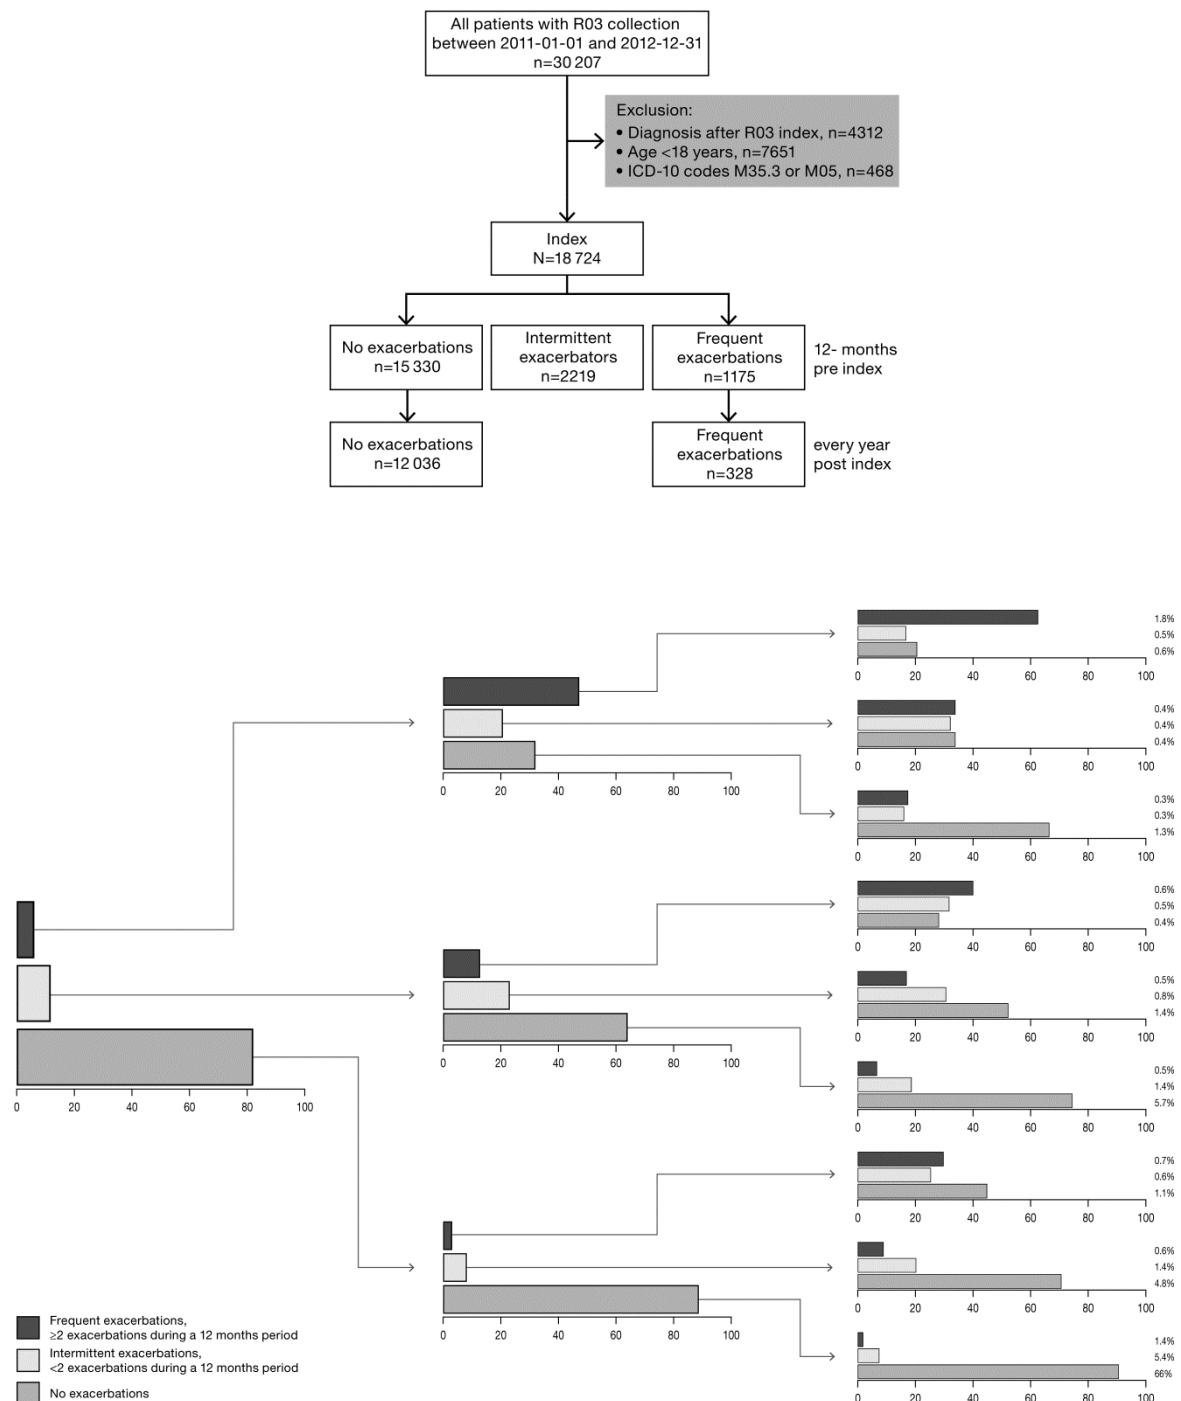 All patients with R03 collection
between 2011-01-01 and 2012-12-31
n=30 207
Exclusion:
• Diagnosis after R03 index, n=4312
• Age <18 years, n=7651
• ICD-10 codes M35.3 or M05, n=468
Index
N=18 724
No exacerbations
n=15 330
Intermittent
exacerbators
n=2219
Frequent
exacerbations
n=1175
12- months
pre index
No exacerbations
n=12 036
Frequent
exacerbations
n=328
every year
post index
1.8%
0.5%
0.6%
0 20 40 60 80 100
0.4%
0.4%
0.4%
0 20 40 60 80 100
0 20 40 60 80 100
0.3%
0.3%
1.3%
0 20 40 60 80 100
0.6%
0.5%
0.4%
0 20 40 60 80 100
0.5%
0.8%
1.4%
0 20 40 60 80 100
0 20 40 60 80 100
0.5%
1.4%
5.7%
0 20 40 60 80 100
0 20 40 60 80 100
0.7%
0.6%
1.1%
0 20 40 60 80 100
0.6%
1.4%
4.8%
0 20 40 60 80 100
0 20 40 60 80 100
1.4%
5.4%
66%
0 20 40 60 80 100
Frequent exacerbations,
≥2 exacerbations during a 12 months period
Intermittent exacerbations,
<2 exacerbations during a 12 months period
No exacerbations